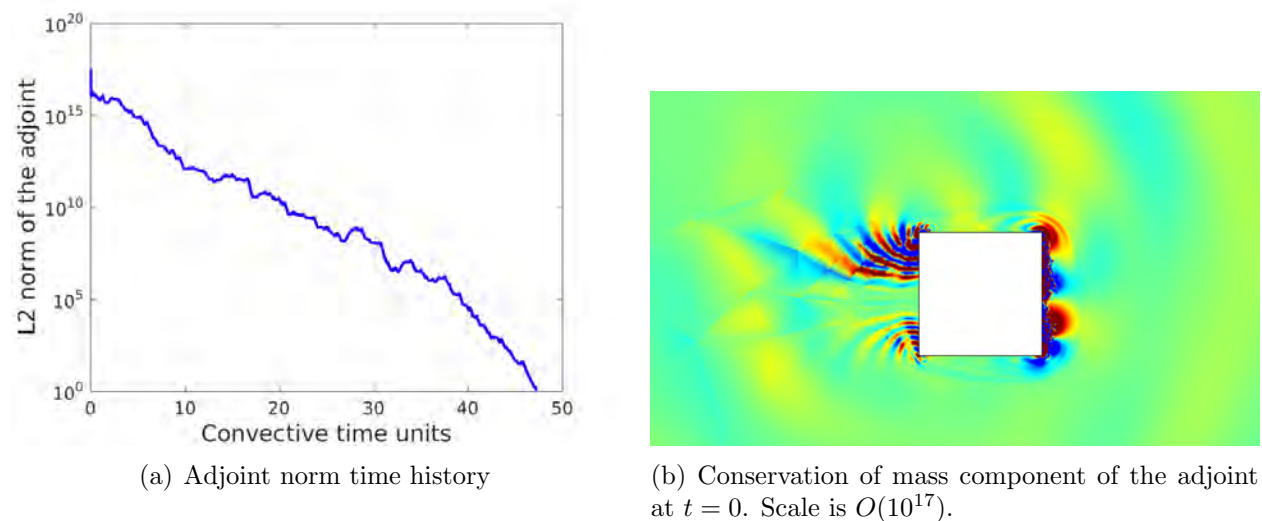 10^20
10^15
10^10
10^5
10^0
L2 norm of the adjoint
0 10 20 30 40 50
Convective time units
(a) Adjoint norm time history
(b) Conservation of mass component of the adjoint
at t = 0. Scale is O(10^17).